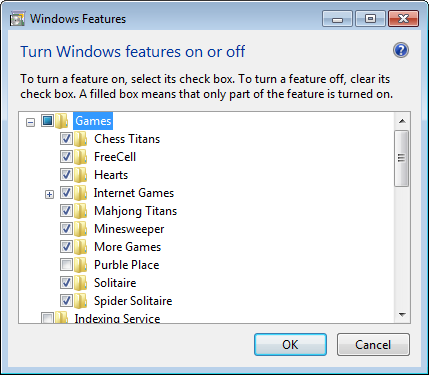 Windows Features
Turn Windows features on or off
To turn a feature on, select its check box. To turn a feature off, clear its
check box. A filled box means that only part of the feature is turned on.
Games
Chess Titans
FreeCell
Hearts
Internet Games
Mahjong Titans
Minesweeper
More Games
Purble Place
Solitaire
Spider Solitaire
Indexing Service
OK
Cancel